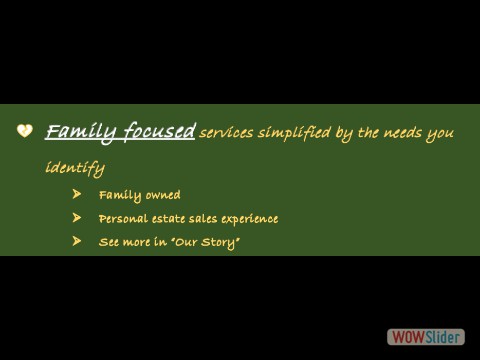 Family focused services simplified by the needs you
identify
Family owned
Personal estate sales experience
See more in "Our Story"
WOWSlider